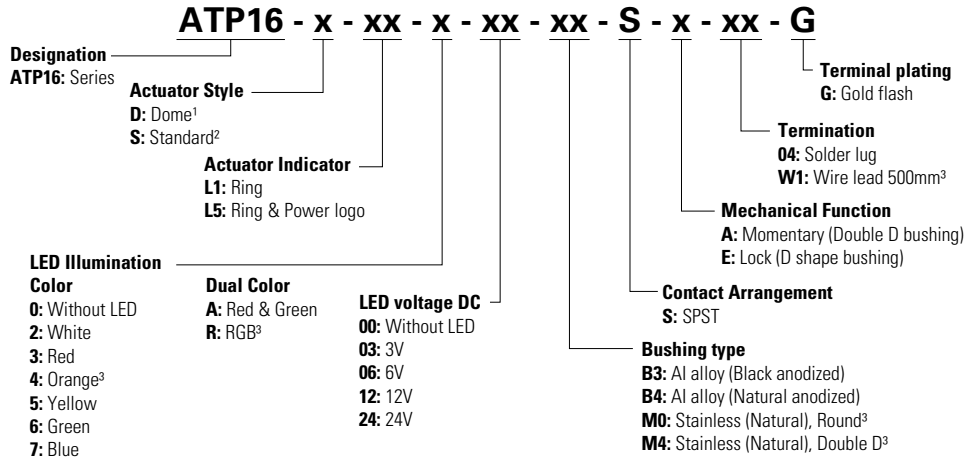 ATP16 - x - xx - x - xx - xx - S - x - xx - G
Designation
ATP16: Series
Actuator Style
D: Dome¹
S: Standard²
Actuator Indicator
L1: Ring
L5: Ring & Power logo
LED Illumination
Color
0: Without LED
2: White
3: Red
4: Orange³
5: Yellow
6: Green
7: Blue
Dual Color
A: Red & Green
R: RGB³
LED voltage DC
00: Without LED
03: 3V
06: 6V
12: 12V
24: 24V
Bushing type
B3: Al alloy (Black anodized)
B4: Al alloy (Natural anodized)
M0: Stainless (Natural), Round³
M4: Stainless (Natural), Double D³
Contact Arrangement
S: SPST
Mechanical Function
A: Momentary (Double D bushing)
E: Lock (D shape bushing)
Termination
04: Solder lug
W1: Wire lead 500mm³
Terminal plating
G: Gold flash